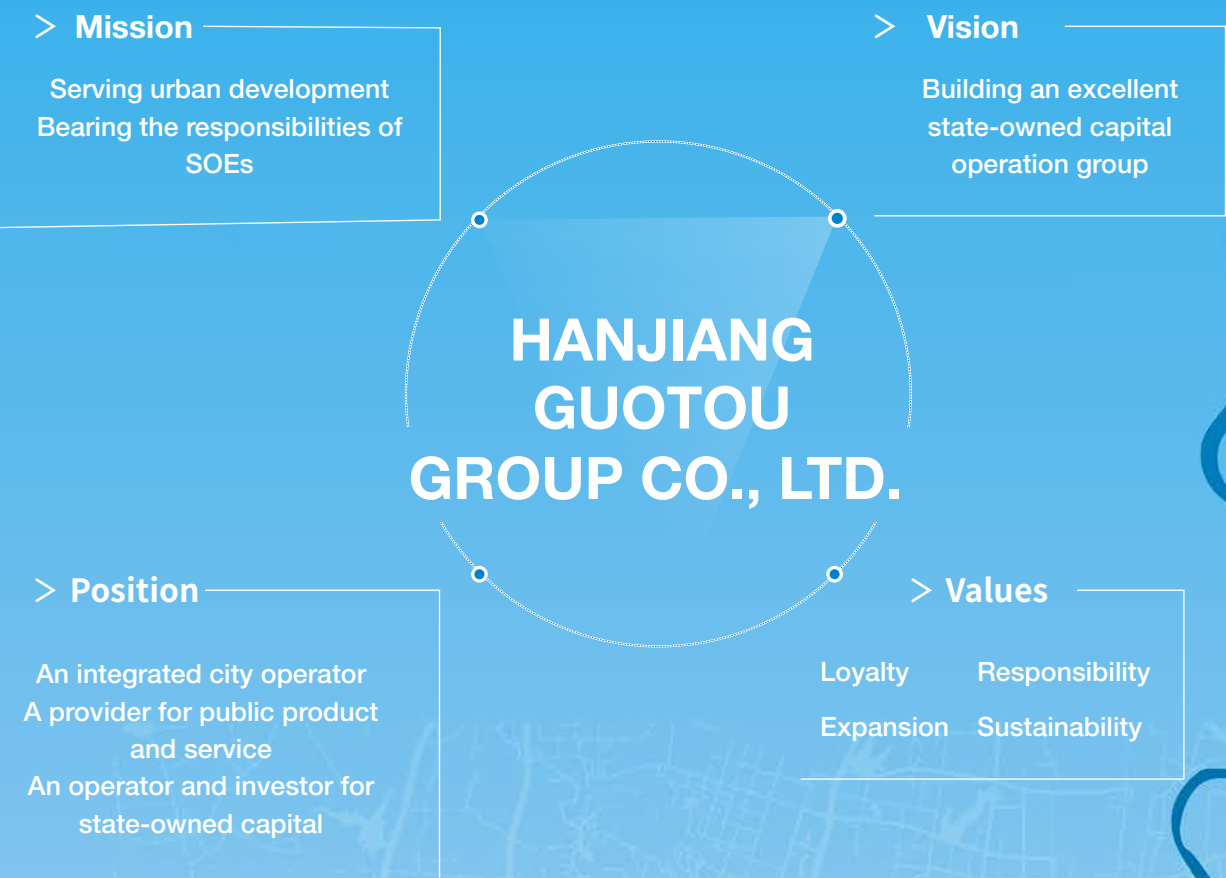 > Mission
Serving urban development
Bearing the responsibilities of
SOEs
> Vision
Building an excellent
state-owned capital
operation group
HANJIANG
GUOTOU
GROUP CO., LTD.
> Position
An integrated city operator
A provider for public product
and service
An operator and investor for
state-owned capital
> Values
Loyalty Responsibility
Expansion Sustainability